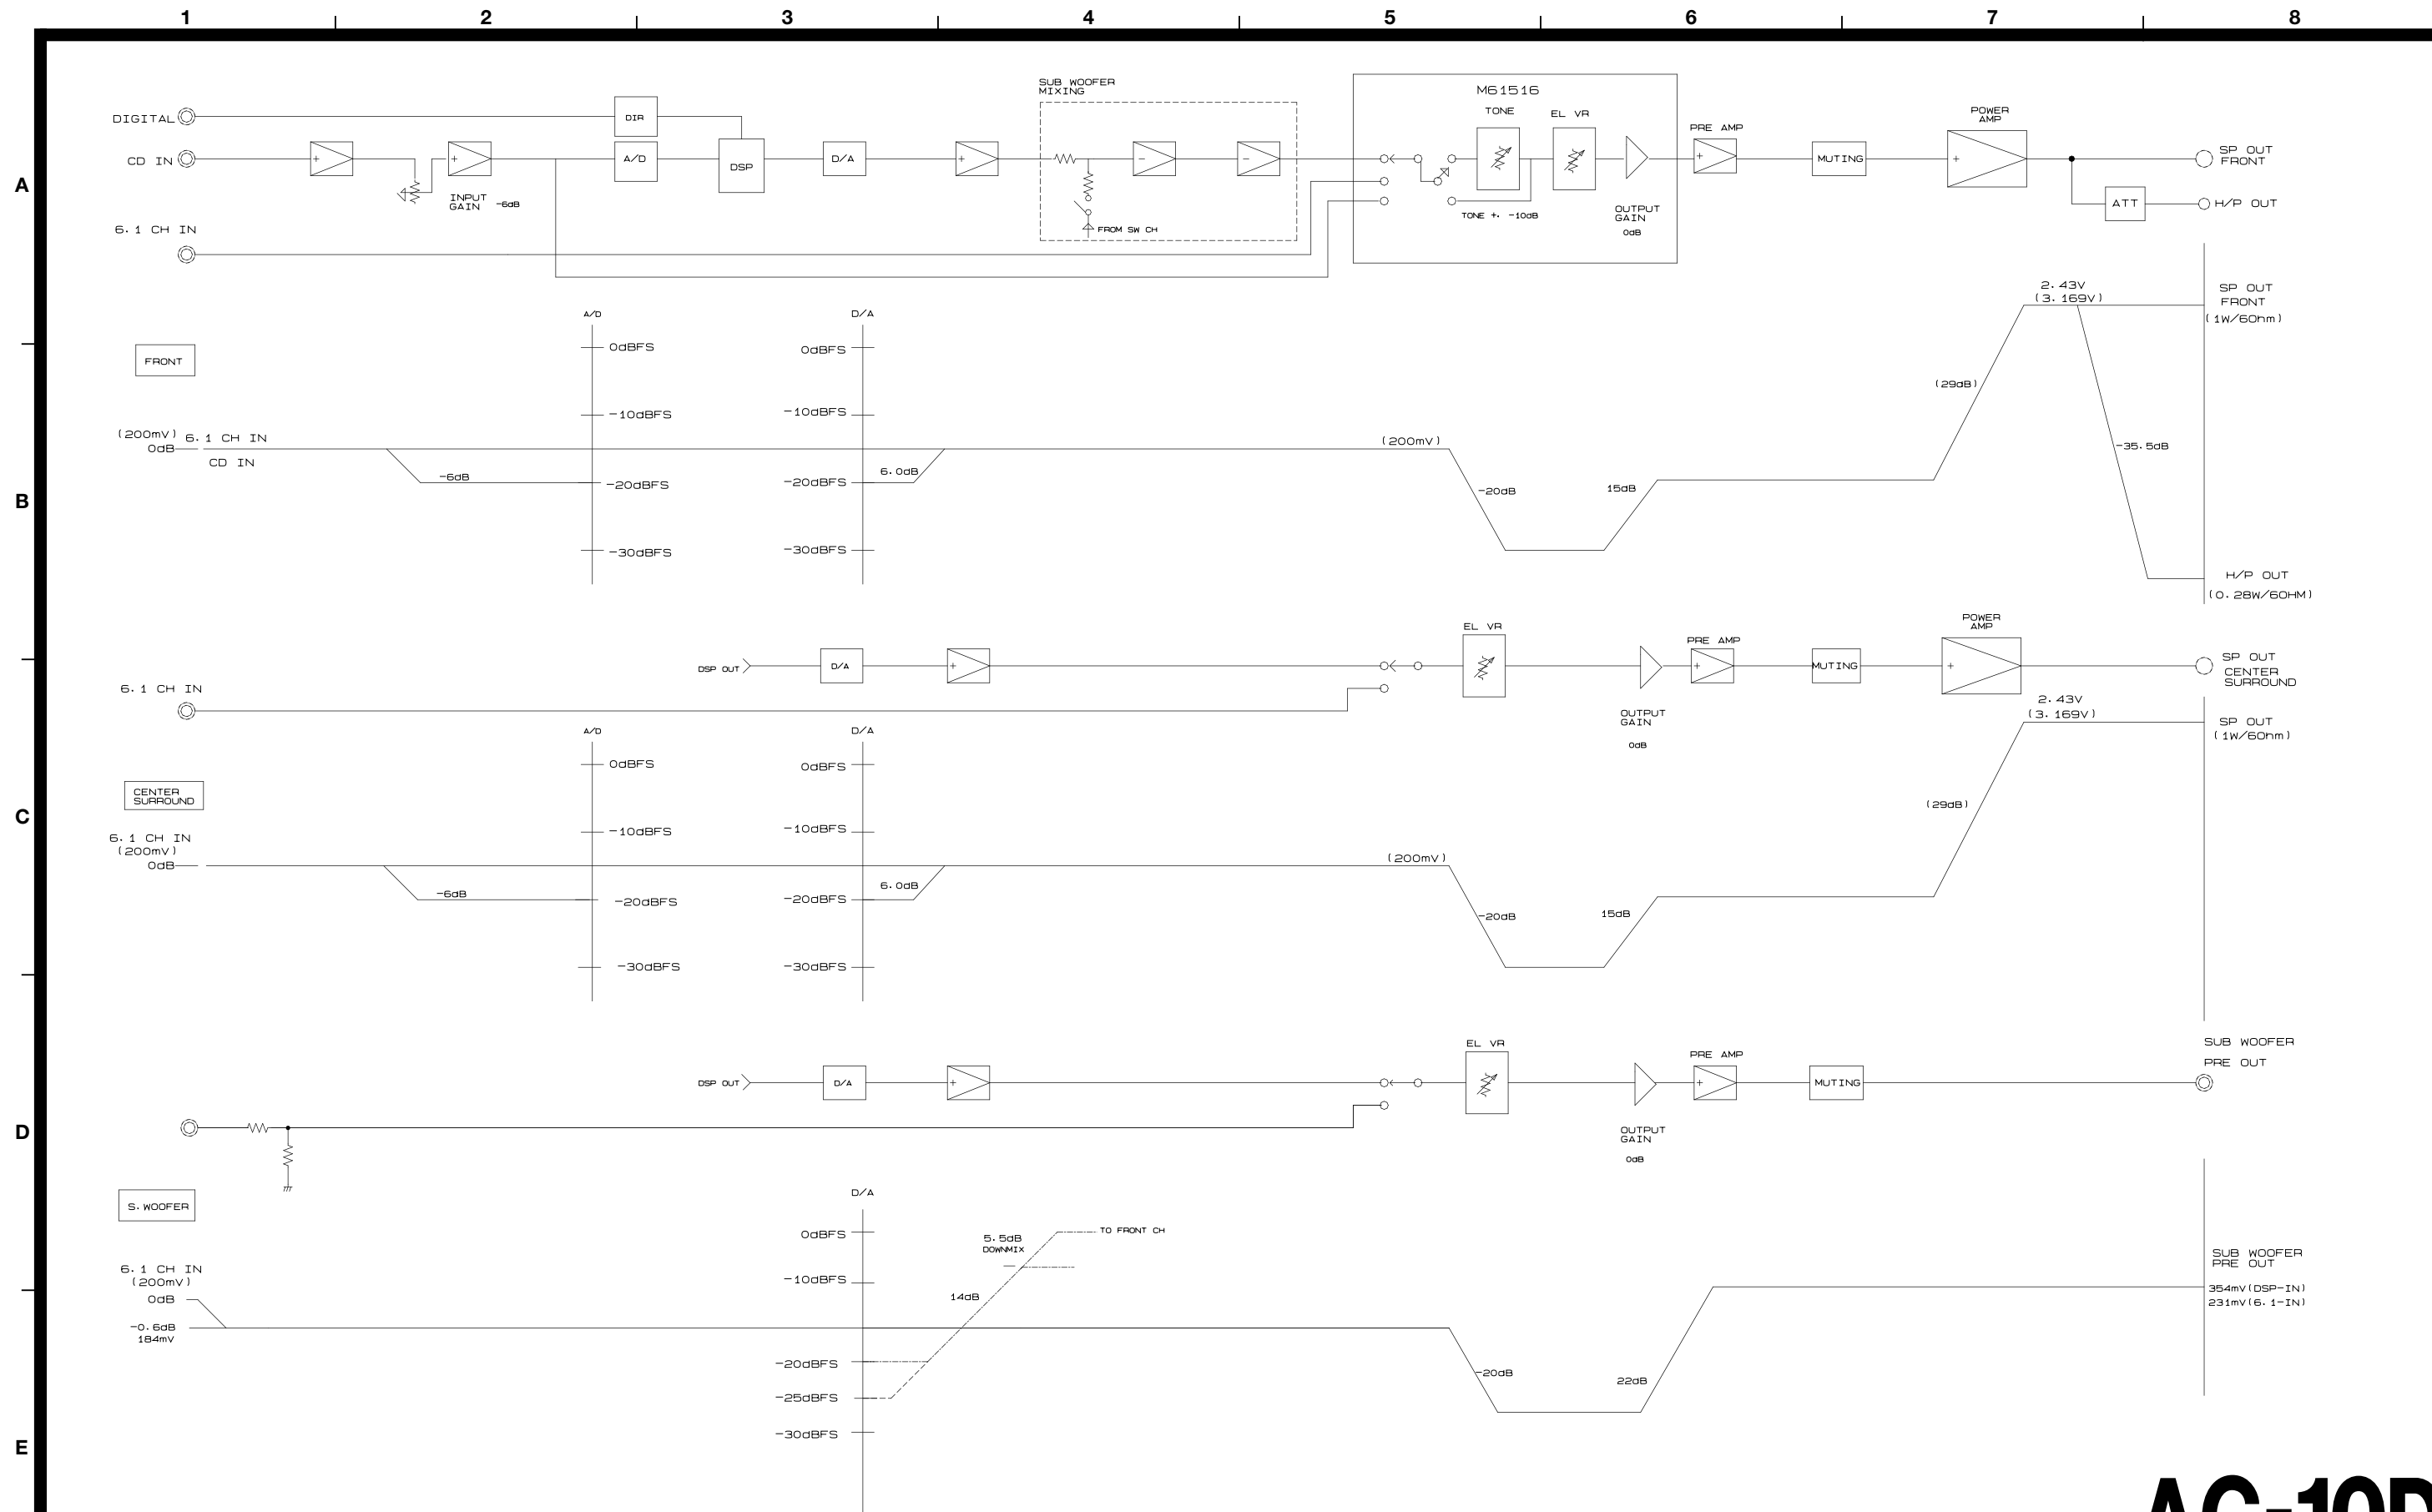 1 2 3 4 5 6 7 8
A
B
C
D
E
DIGITAL
CD IN
6.1 CH IN
INPUT
GAIN -6dB
DIR
A/D
DSP
D/A
SUB WOOFER
MIXING
FROM SW CH
M61516
TONE
EL VR
TONE +. -10dB
OUTPUT
GAIN
0dB
PRE AMP
MUTING
POWER
AMP
ATT
SP OUT
FRONT
H/P OUT
FRONT
(200mV)
0dB
6.1 CH IN
CD IN
-6dB
A/D
0dBFS
-10dBFS
-20dBFS
-30dBFS
D/A
0dBFS
-10dBFS
-20dBFS
-30dBFS
6.0dB
(200mV)
-20dB
15dB
(29dB)
2.43V
(3.169V)
-35.5dB
SP OUT
FRONT
(1W/6Ohm)
H/P OUT
(0.28W/6OHM)
DSP OUT
D/A
EL VR
PRE AMP
MUTING
POWER
AMP
OUTPUT
GAIN
0dB
SP OUT
CENTER
SURROUND
6.1 CH IN
CENTER
SURROUND
6.1 CH IN
(200mV)
0dB
-6dB
A/D
0dBFS
-10dBFS
-20dBFS
-30dBFS
D/A
0dBFS
-10dBFS
-20dBFS
-30dBFS
6.0dB
(200mV)
-20dB
15dB
(29dB)
2.43V
(3.169V)
SP OUT
(1W/6Ohm)
DSP OUT
D/A
EL VR
PRE AMP
MUTING
OUTPUT
GAIN
0dB
SUB WOOFER
PRE OUT
S.WOOFER
6.1 CH IN
(200mV)
0dB
-0.6dB
184mV
D/A
0dBFS
-10dBFS
-20dBFS
-25dBFS
-30dBFS
5.5dB
DOWNMIX
TO FRONT CH
14dB
-20dB
22dB
SUB WOOFER
PRE OUT
354mV(DSP-IN)
231mV(6.1-IN)